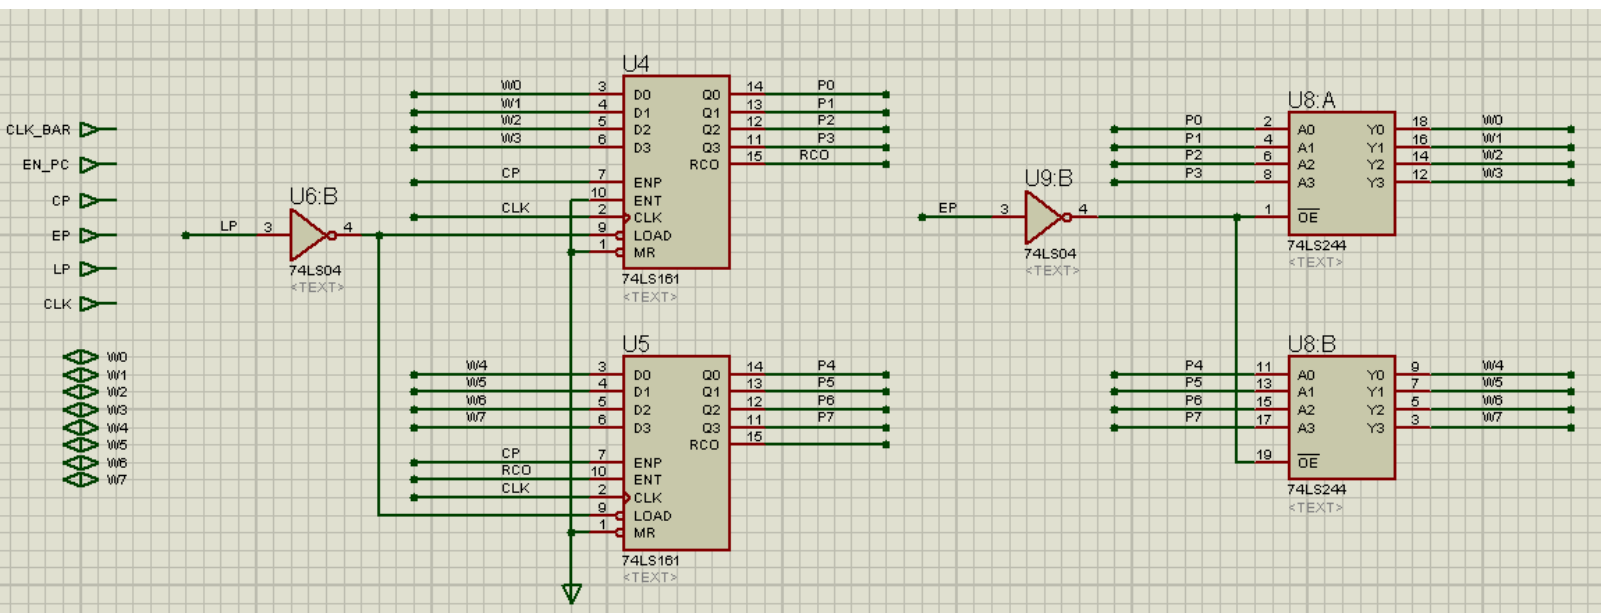 CLK_BAR
EN_PC
CP
EP
LP
CLK
W0
W1
W2
W3
W4
W5
W6
W7
LP
3
U6:B
4
74LS04
<TEXT>
U4
W0 3 D0 Q0 14 P0
W1 4 D1 Q1 13 P1
W2 5 D2 Q2 12 P2
W3 6 D3 Q3 11 P3
RCO 15 RCO
CP 7 ENP
10 ENT
CLK 2 CLK
9 LOAD
1 MR
74LS161
<TEXT>
U5
W4 3 D0 Q0 14 P4
W5 4 D1 Q1 13 P5
W6 5 D2 Q2 12 P6
W7 6 D3 Q3 11 P7
RCO 15
CP 7 ENP
RCO 10 ENT
CLK 2 CLK
9 LOAD
1 MR
74LS161
<TEXT>
EP
3
U9:B
4
74LS04
<TEXT>
U8:A
P0 2 A0 Y0 18 W0
P1 4 A1 Y1 16 W1
P2 6 A2 Y2 14 W2
P3 8 A3 Y3 12 W3
1 OE
74LS244
<TEXT>
U8:B
P4 11 A0 Y0 9 W4
P5 13 A1 Y1 7 W5
P6 15 A2 Y2 5 W6
P7 17 A3 Y3 3 W7
19 OE
74LS244
<TEXT>